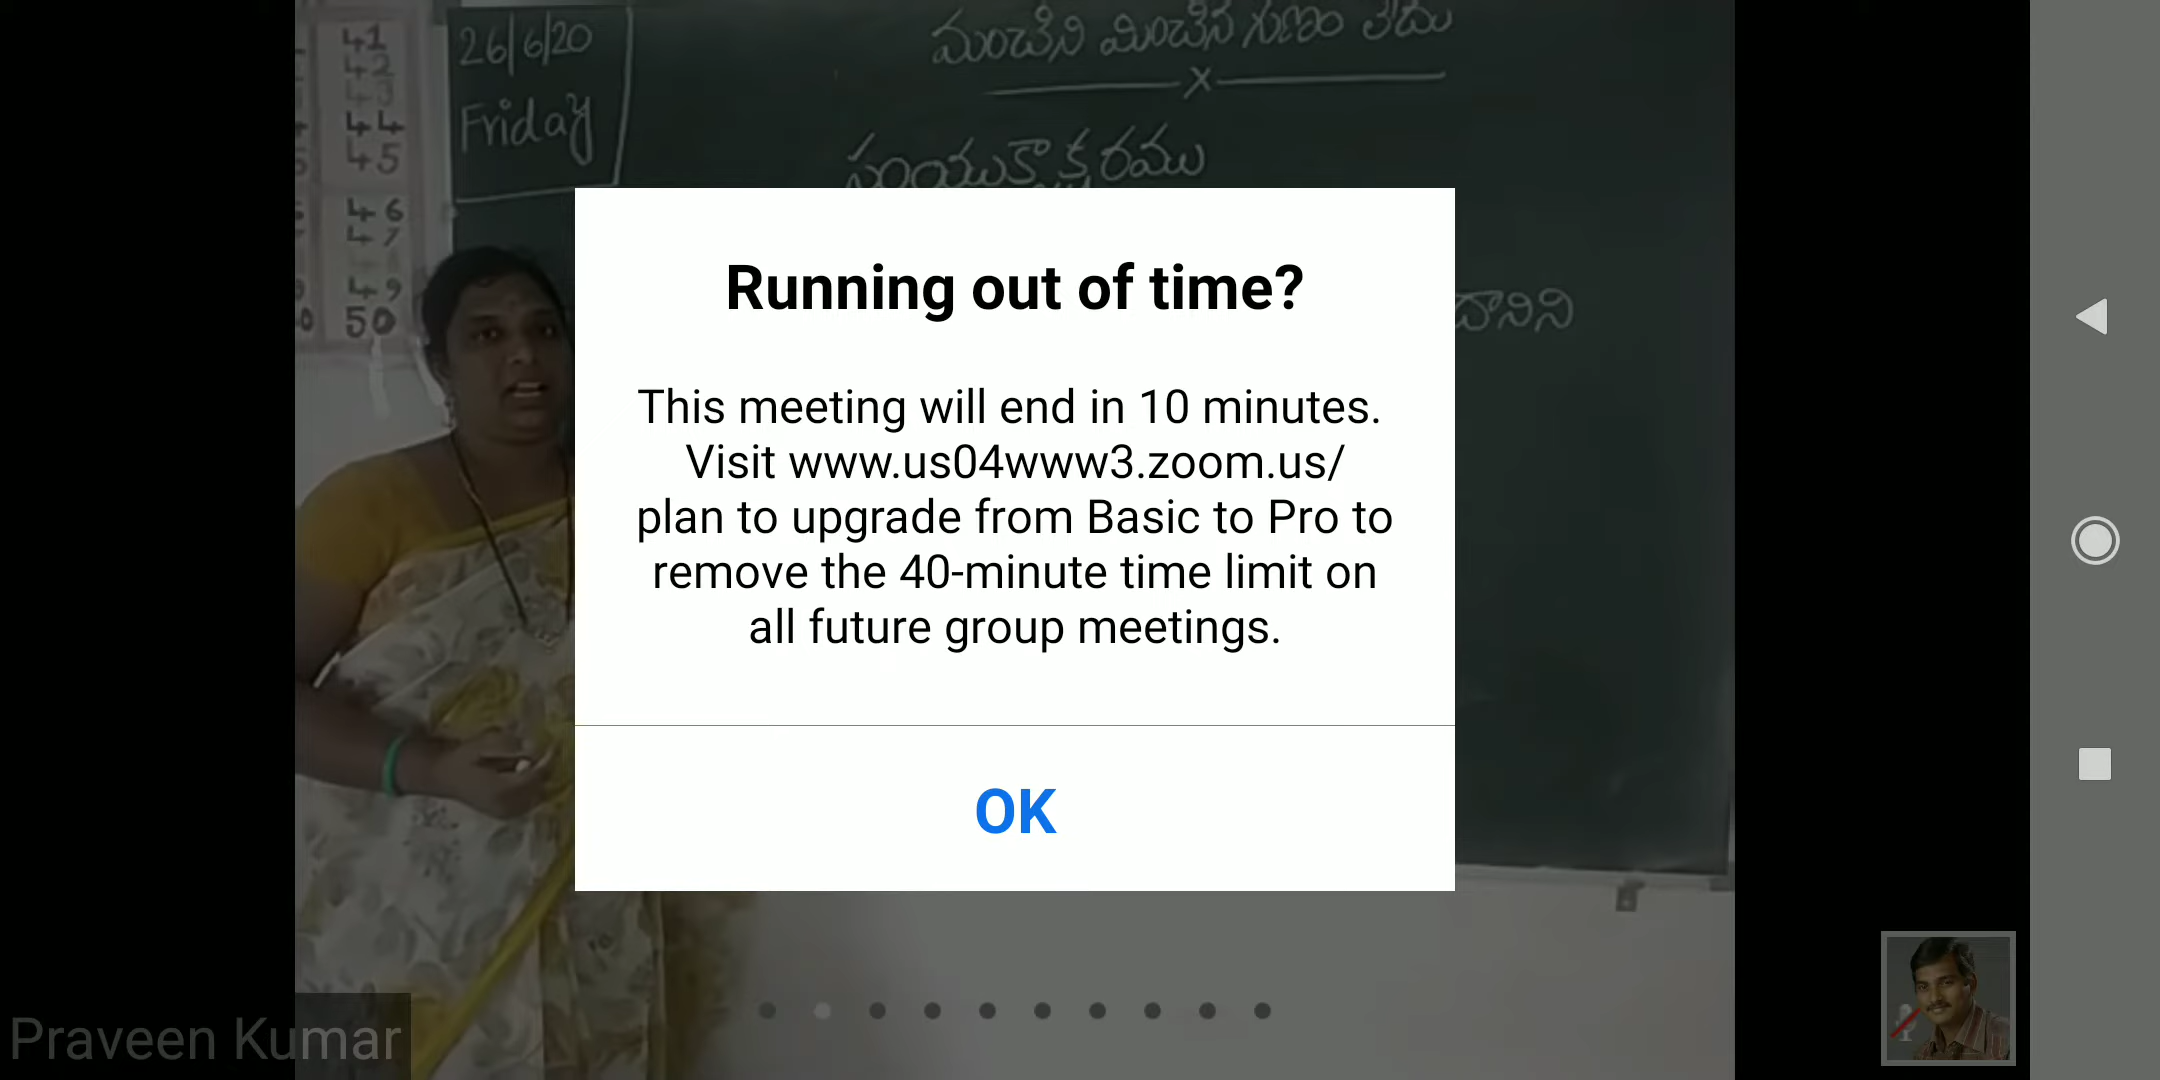 41
42
43
44
45
46
47
49
50
26/6/20
Friday
మంచికిని మించిన గుణం లేదు
x
సంయుక్తాక్షరము
దానిని
Running out of time?
This meeting will end in 10 minutes.
Visit www.us04www3.zoom.us/
plan to upgrade from Basic to Pro to
remove the 40-minute time limit on
all future group meetings.
OK
Praveen Kumar